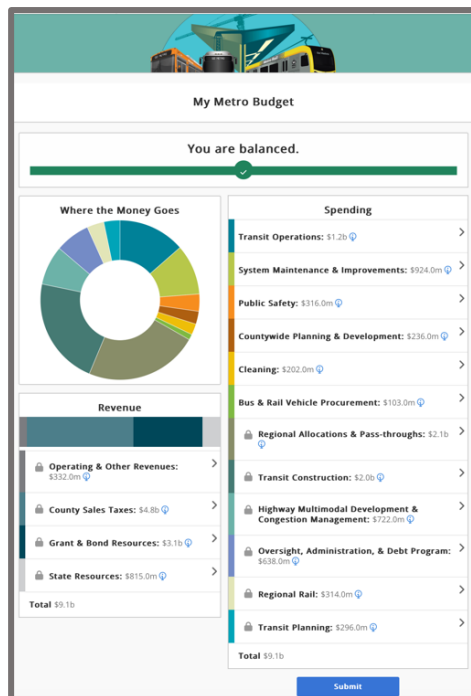 My Metro Budget
You are balanced.
Where the Money Goes
Spending
Transit Operations: $1.2b
System Maintenance & Improvements: $924.0m
Public Safety: $316.0m
Countywide Planning & Development: $236.0m
Cleaning: $202.0m
Bus & Rail Vehicle Procurement: $103.0m
Regional Allocations & Pass-throughs: $2.1b
Transit Construction: $2.0b
Highway Multimodal Development &
Congestion Management: $722.0m
Oversight, Administration, & Debt Program:
$638.0m
Regional Rail: $314.0m
Transit Planning: $296.0m
Total $9.1b
Revenue
Operating & Other Revenues:
$332.0m
County Sales Taxes: $4.8b
Grant & Bond Resources: $3.1b
State Resources: $815.0m
Total $9.1b
Submit